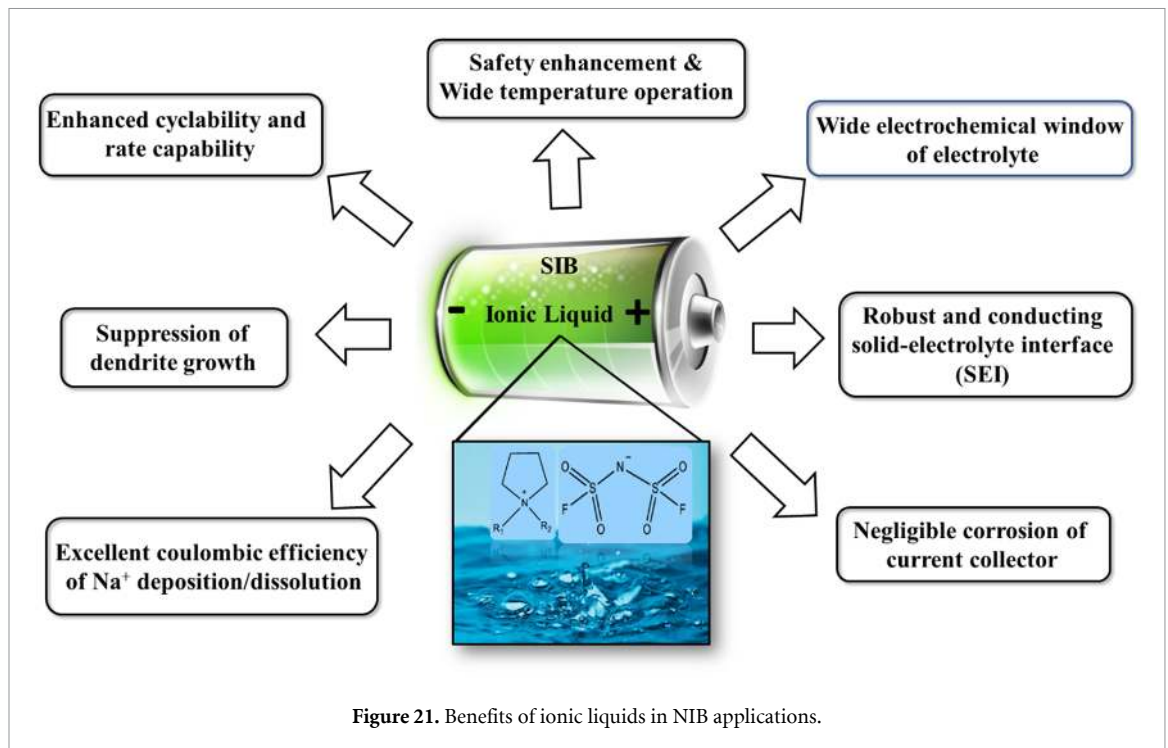 Safety enhancement &
Wide temperature operation
Enhanced cyclability and
rate capability
Wide electrochemical window
of electrolyte
SIB
- Ionic Liquid +
Suppression of
dendrite growth
Robust and conducting
solid-electrolyte interface
(SEI)
O N⁻ O
S S
F F
O O
N⁺
R₁ R₂
Excellent coulombic efficiency
of Na⁺ deposition/dissolution
Negligible corrosion of
current collector
Figure 21. Benefits of ionic liquids in NIB applications.